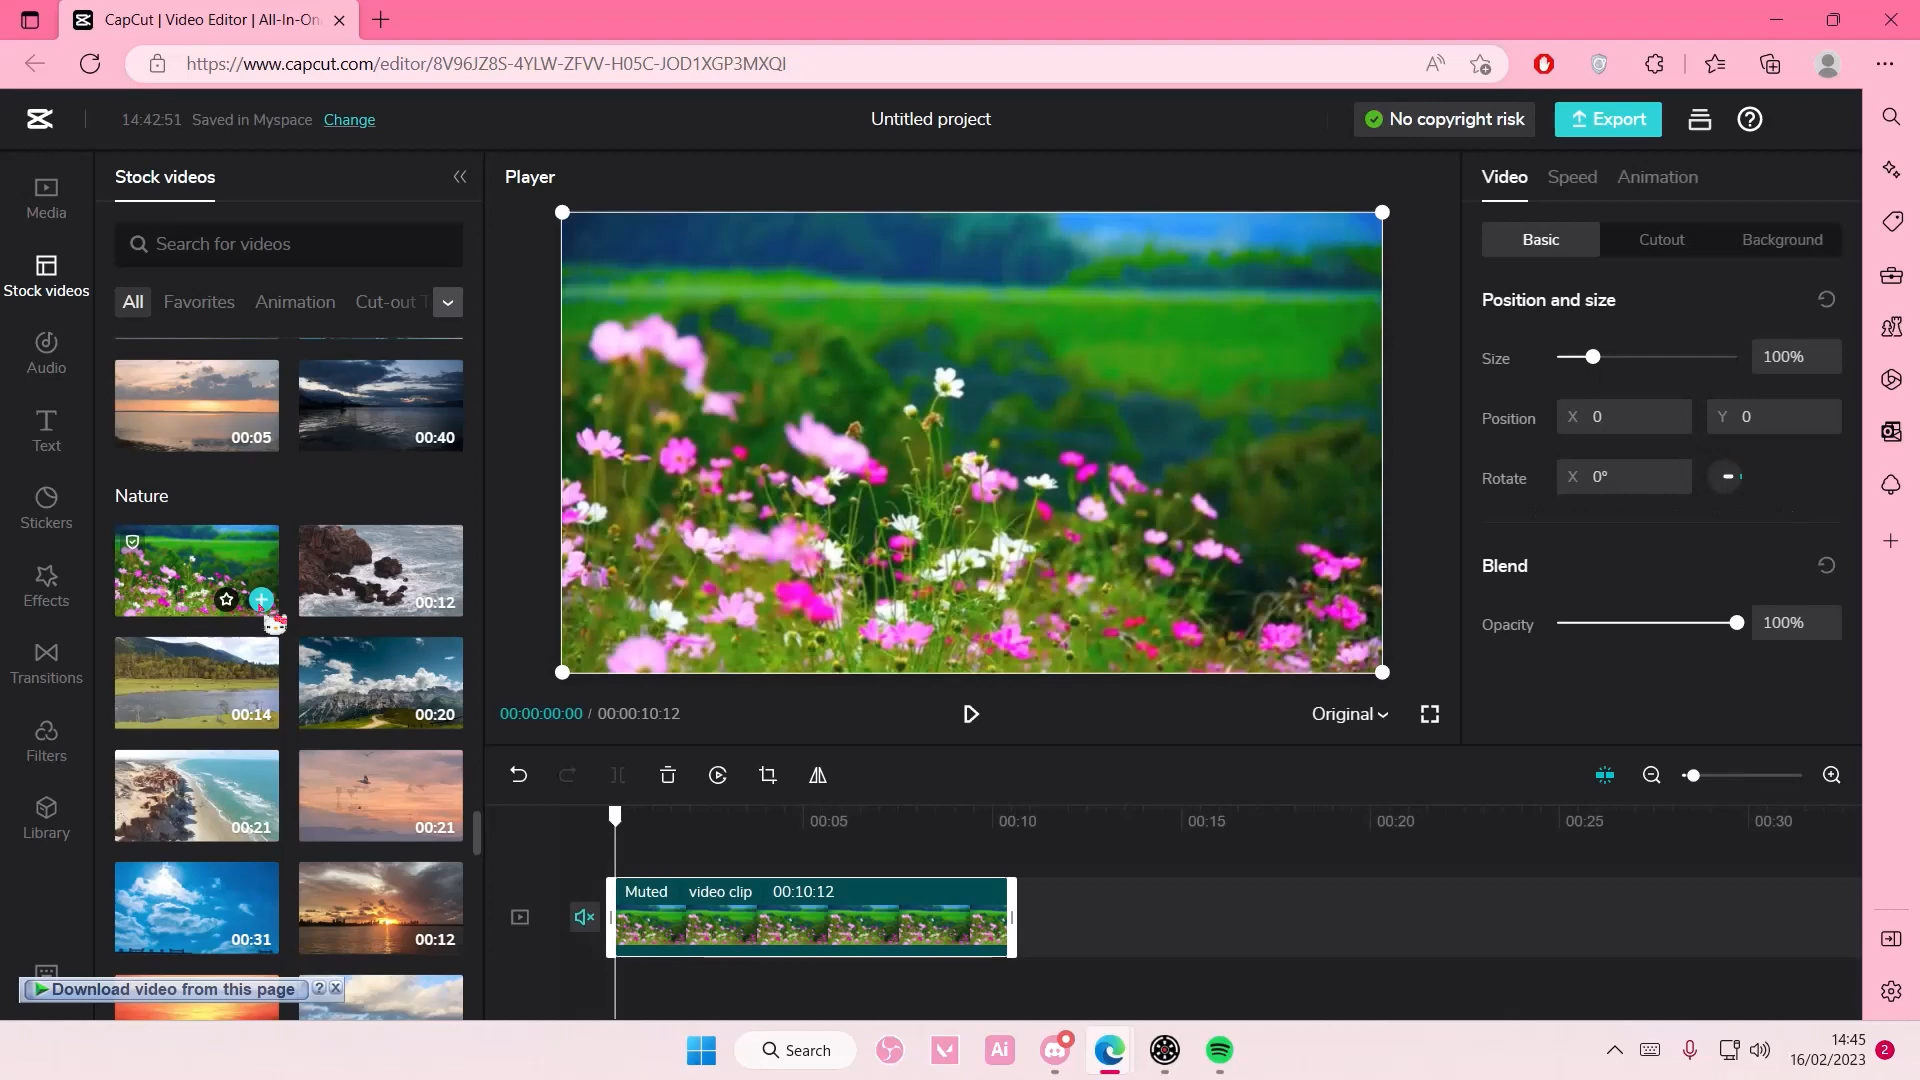 CapCut | Video Editor | All-In-On
https://www.capcut.com/editor/8V96JZ8S-4YLW-ZFVV-H05C-JOD1XGP3MXQI
14:42:51 Saved in Myspace Change
Untitled project
No copyright risk
Export
Media
Stock videos
Audio
Text
Stickers
Effects
Transitions
Filters
Library
Stock videos
Search for videos
All Favorites Animation Cut-out T
00:05
00:40
Nature
00:12
00:14
00:20
00:21
00:21
00:31
00:12
Download video from this page ? x
Player
00:00:00:00 / 00:00:10:12
Original
Video Speed Animation
Basic Cutout Background
Position and size
Size 100%
Position X 0 Y 0
Rotate X 0°
Blend
Opacity 100%
00:05 00:10 00:15 00:20 00:25 00:30
Muted video clip 00:10:12
Search
Ai
14:45
16/02/2023
2